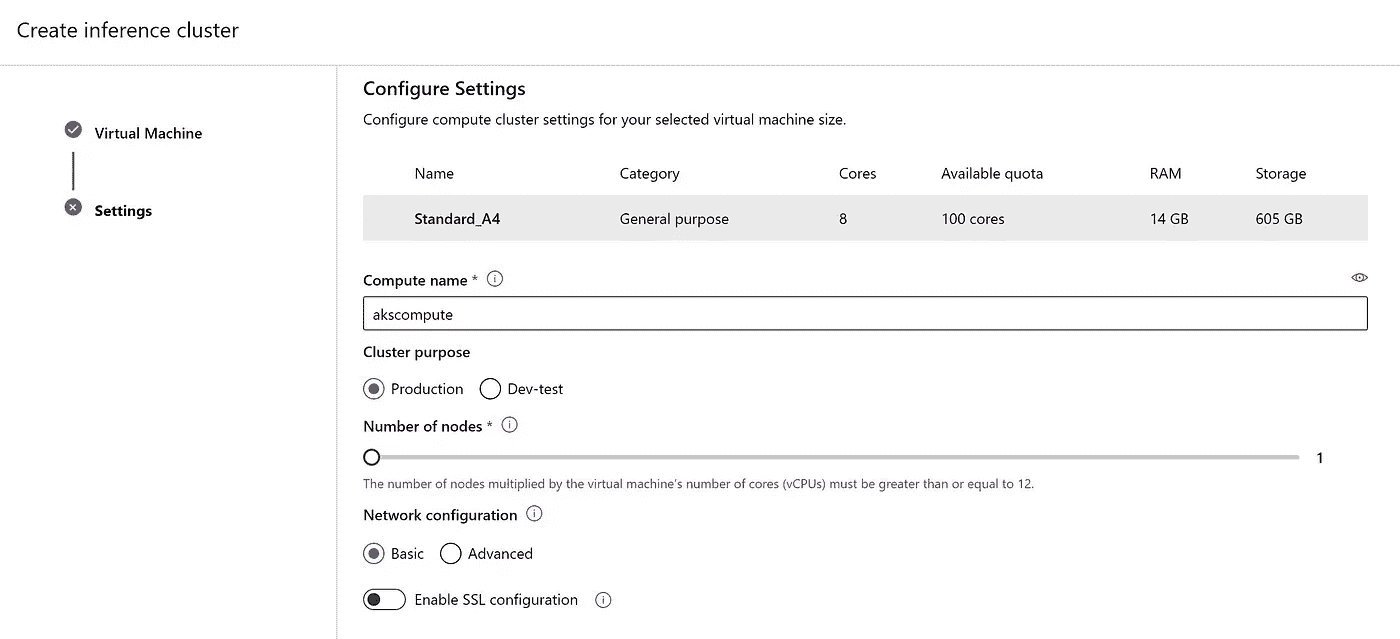 Create inference cluster
Virtual Machine
Settings
Configure Settings
Configure compute cluster settings for your selected virtual machine size.
Name Category Cores Available quota RAM Storage
Standard_A4 General purpose 8 100 cores 14 GB 605 GB
Compute name *
akscompute
Cluster purpose
Production Dev-test
Number of nodes *
1
The number of nodes multiplied by the virtual machine's number of cores (vCPUs) must be greater than or equal to 12.
Network configuration
Basic Advanced
Enable SSL configuration